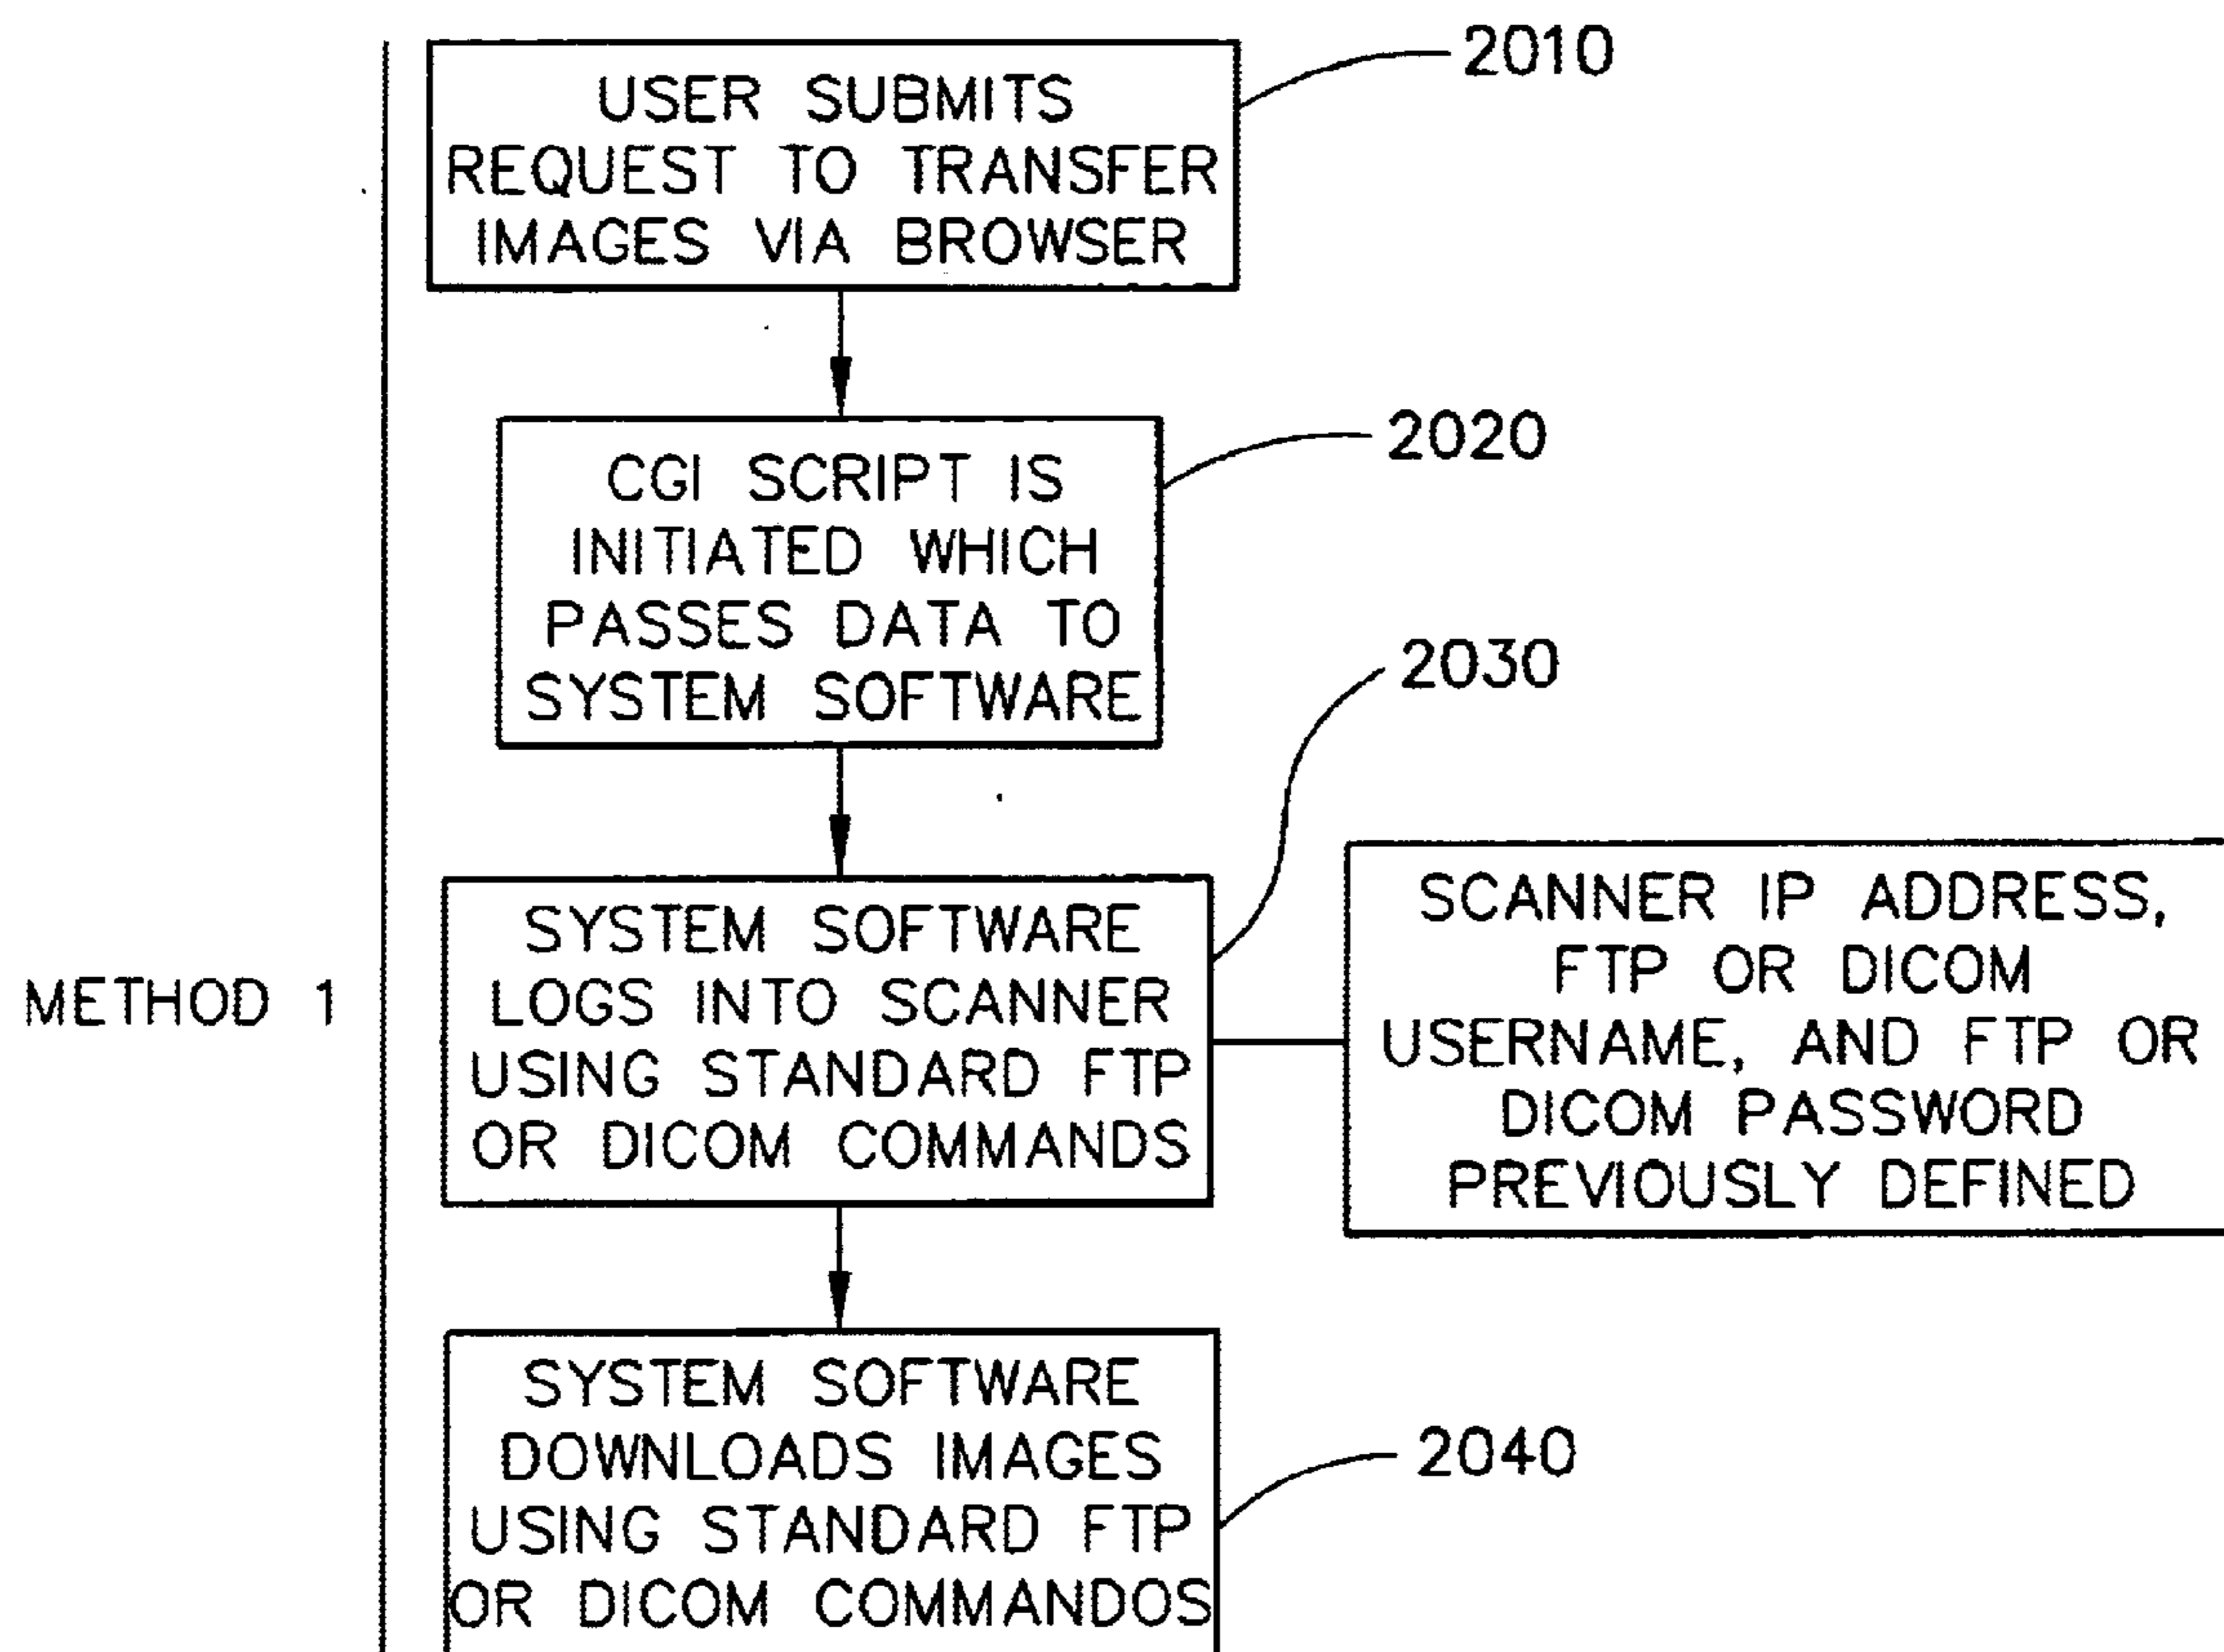 2010
USER SUBMITS
REQUEST TO TRANSFER
IMAGES VIA BROWSER
2020
CGI SCRIPT IS
INITIATED WHICH
PASSES DATA TO
SYSTEM SOFTWARE
2030
METHOD 1
SYSTEM SOFTWARE
LOGS INTO SCANNER
USING STANDARD FTP
OR DICOM COMMANDS
SCANNER IP ADDRESS,
FTP OR DICOM
USERNAME, AND FTP OR
DICOM PASSWORD
PREVIOUSLY DEFINED
SYSTEM SOFTWARE
DOWNLOADS IMAGES
USING STANDARD FTP
OR DICOM COMMANDOS
2040